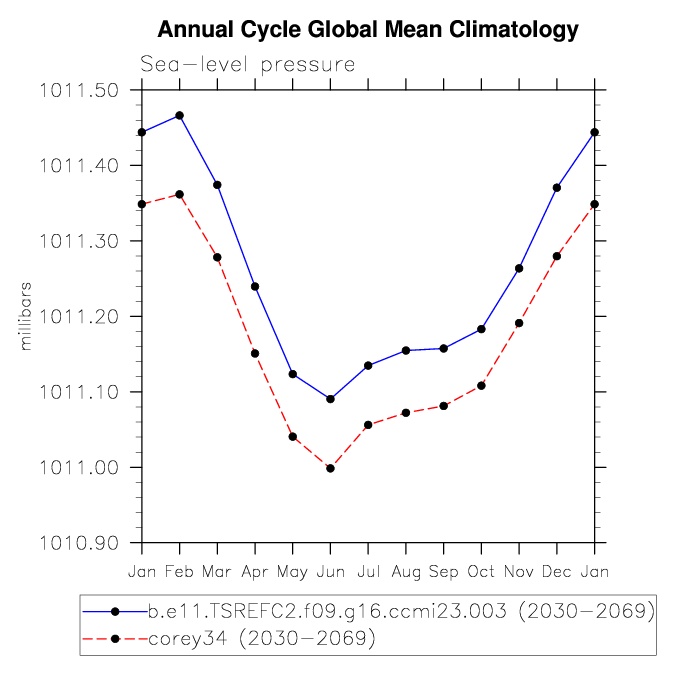 Annual Cycle Global Mean Climatology
Sea-level pressure
1011.50
1011.40
1011.30
1011.20
1011.10
1011.00
1010.90
millibars
Jan Feb Mar Apr May Jun Jul Aug Sep Oct Nov Dec Jan
b.e11.TSREFC2.f09.g16.ccmi23.003 (2030-2069)
corey34 (2030-2069)